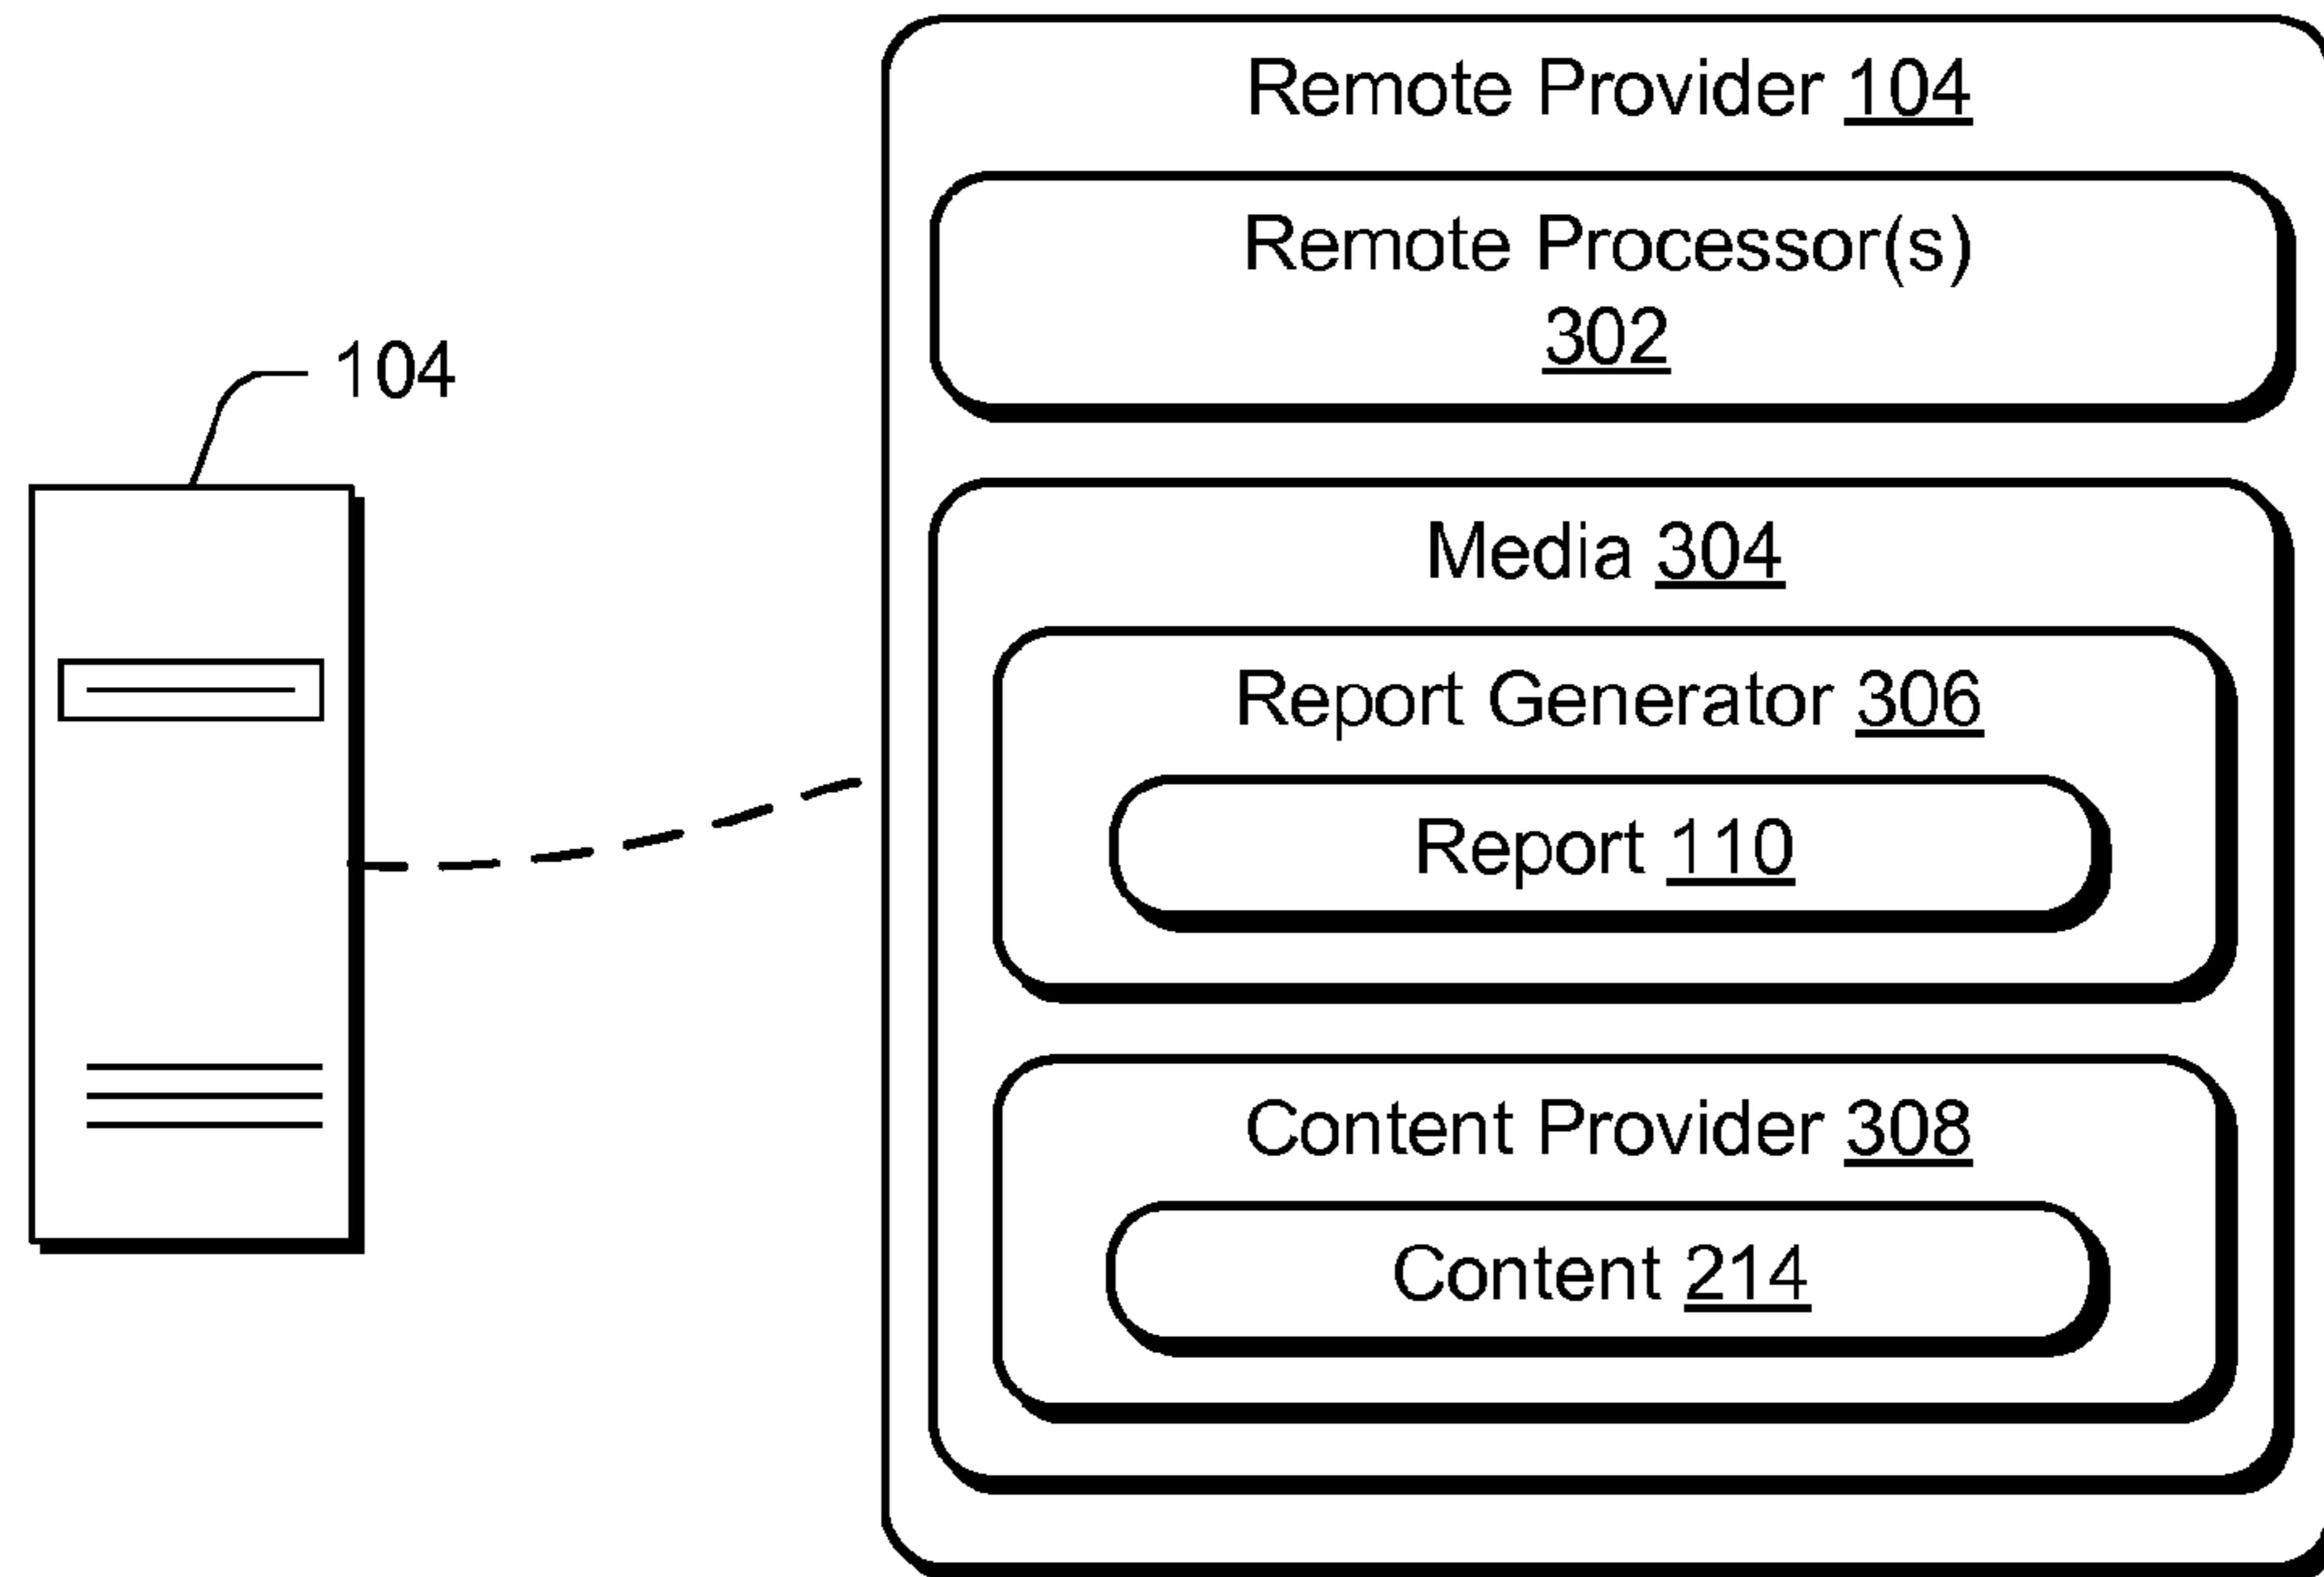 104
Remote Provider 104
Remote Processor(s)
302
Media 304
Report Generator 306
Report 110
Content Provider 308
Content 214